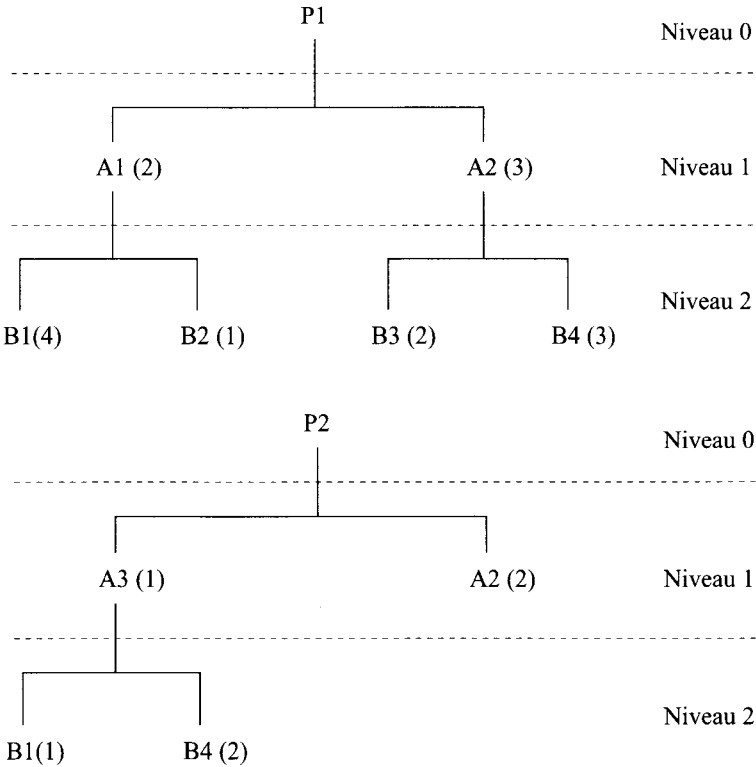 P1
Niveau 0
A1 (2) A2 (3) Niveau 1
Niveau 2
B1(4) B2 (1) B3 (2) B4 (3)
P2
Niveau 0
A3 (1) A2 (2) Niveau 1
Niveau 2
B1(1) B4 (2)